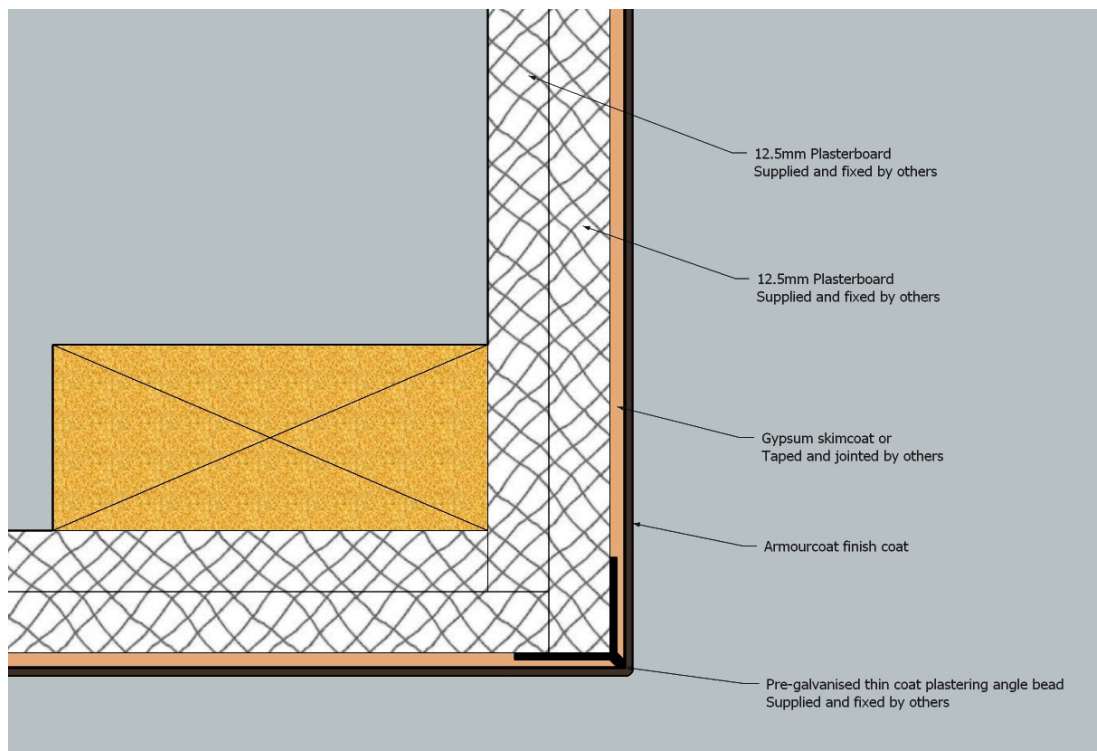 12.5mm Plasterboard
Supplied and fixed by others
12.5mm Plasterboard
Supplied and fixed by others
Gypsum skimcoat or
Taped and jointed by others
Armourcoat finish coat
Pre-galvanised thin coat plastering angle bead
Supplied and fixed by others